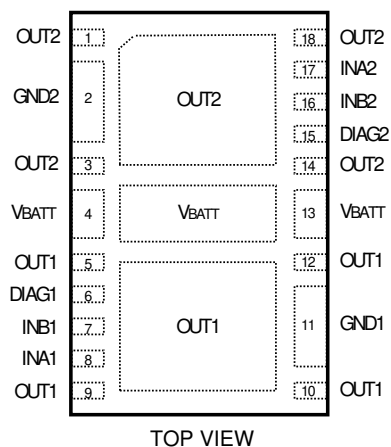 OUT2 1 18 OUT2
17 INA2
GND2 2 OUT2 16 INB2
15 DIAG2
OUT2 3 14 OUT2
VBATT 4 VBATT 13 VBATT
OUT1 5 12 OUT1
DIAG1 6
INB1 7 OUT1 11 GND1
INA1 8
OUT1 9 10 OUT1
TOP VIEW